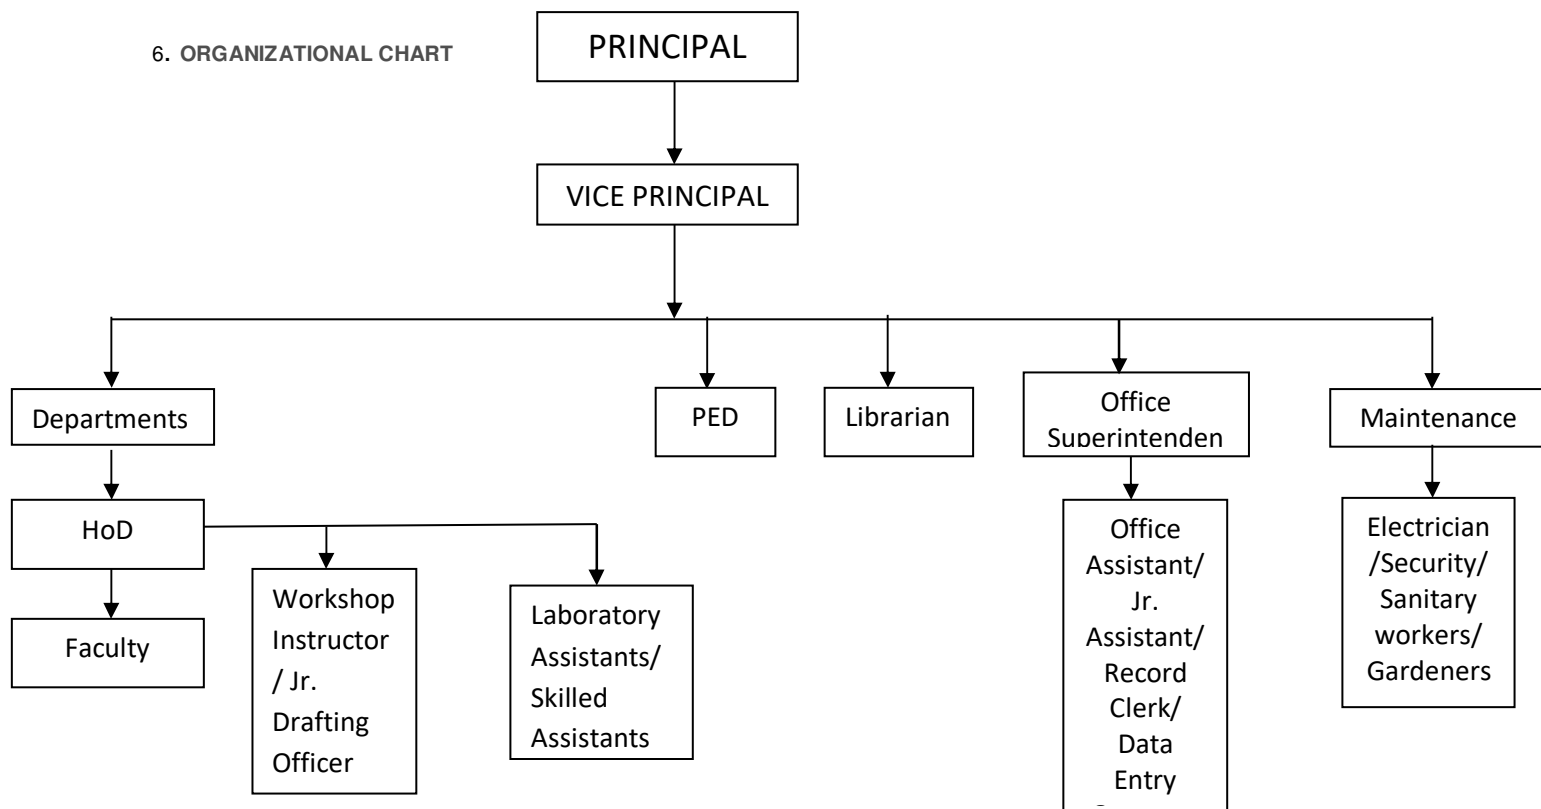 6. ORGANIZATIONAL CHART
PRINCIPAL
VICE PRINCIPAL
Departments
PED
Librarian
Office
Superintenden
Maintenance
HoD
Faculty
Workshop
Instructor
/ Jr.
Drafting
Officer
Laboratory
Assistants/
Skilled
Assistants
Office
Assistant/
Jr.
Assistant/
Record
Clerk/
Data
Entry
Electrician
/Security/
Sanitary
workers/
Gardeners